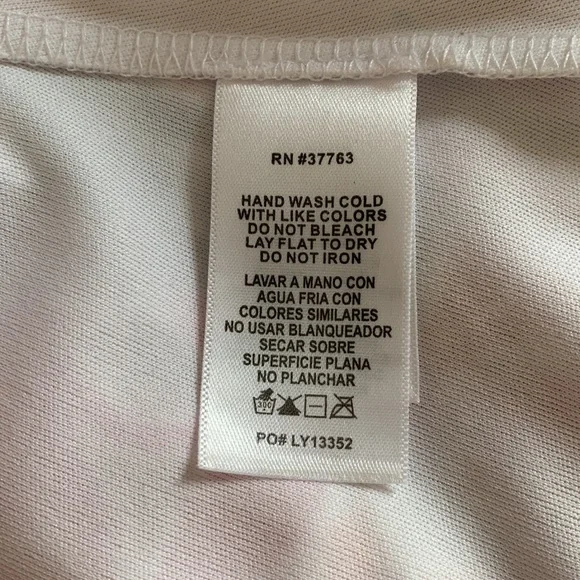 RN #37763
HAND WASH COLD
WITH LIKE COLORS
DO NOT BLEACH
LAY FLAT TO DRY
DO NOT IRON
LAVAR A MANO CON
AGUA FRIA CON
COLORES SIMILARES
NO USAR BLANQUEADOR
SECAR SOBRE
SUPERFICIE PLANA
NO PLANCHAR
30C
PO# LY13352